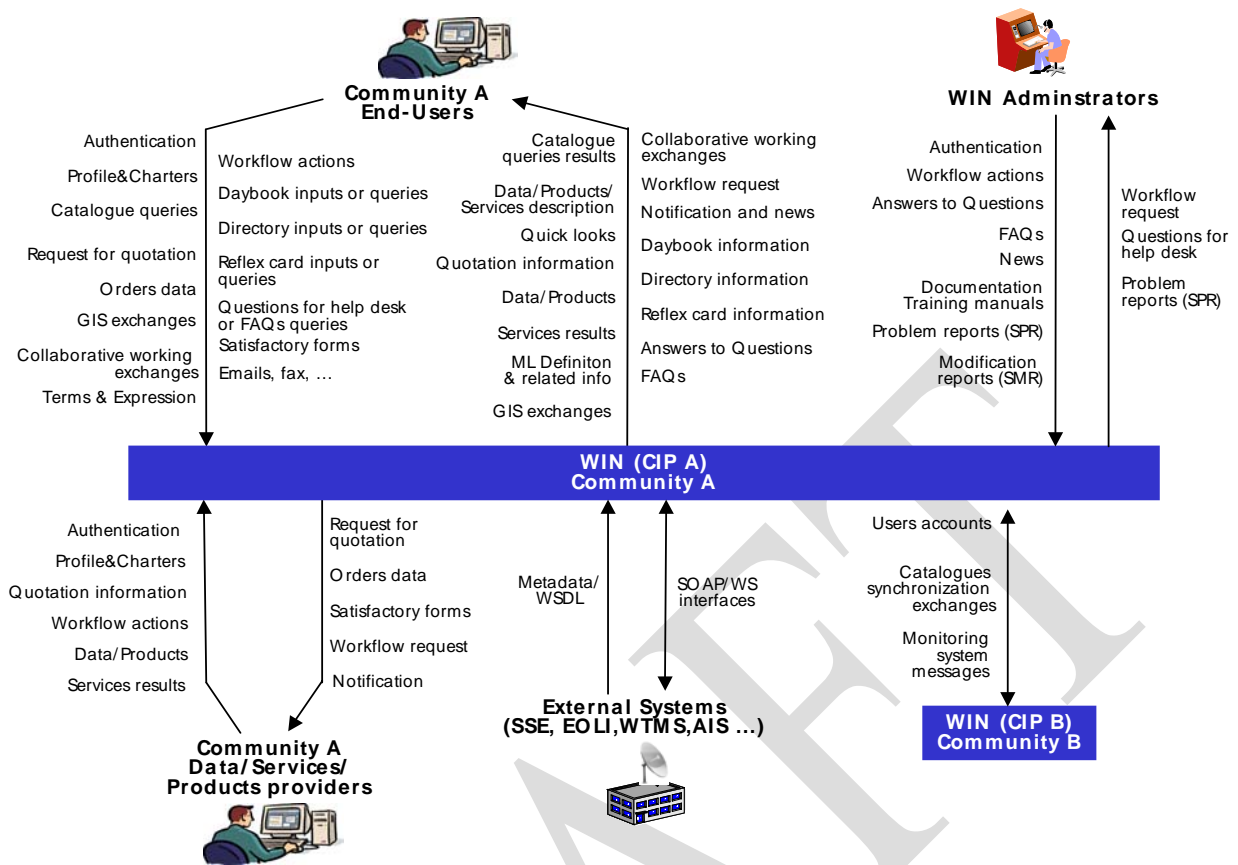 Community A
End-Users
WIN Adminstrators
Authentication
Profile&Charters
Catalogue queries
Request for quotation
Orders data
GIS exchanges
Collaborative working
exchanges
Terms & Expression
Workflow actions
Daybook inputs or queries
Directory inputs or queries
Reflex card inputs or
queries
Questions for help desk
or FAQs queries
Satisfactory forms
Emails, fax, …
Catalogue
queries results
Data/Products/
Services description
Quick looks
Quotation information
Data/Products
Services results
ML Definiton
& related info
GIS exchanges
Collaborative working
exchanges
Workflow request
Notification and news
Daybook information
Directory information
Reflex card information
Answers to Questions
FAQs
Authentication
Workflow actions
Answers to Questions
FAQs
News
Documentation
Training manuals
Problem reports (SPR)
Modification
reports (SMR)
Workflow
request
Questions for
help desk
Problem
reports (SPR)
WIN (CIP A)
Community A
Authentication
Profile&Charters
Quotation information
Workflow actions
Data/Products
Services results
Request for
quotation
Orders data
Satisfactory forms
Workflow request
Notification
Metadata/
WSDL
SOAP/WS
interfaces
Users accounts
Catalogues
synchronization
exchanges
Monitoring
system
messages
Community A
Data/Services/
Products providers
External Systems
(SSE, EOLI,WTMS,AIS …)
WIN (CIP B)
Community B
AFT